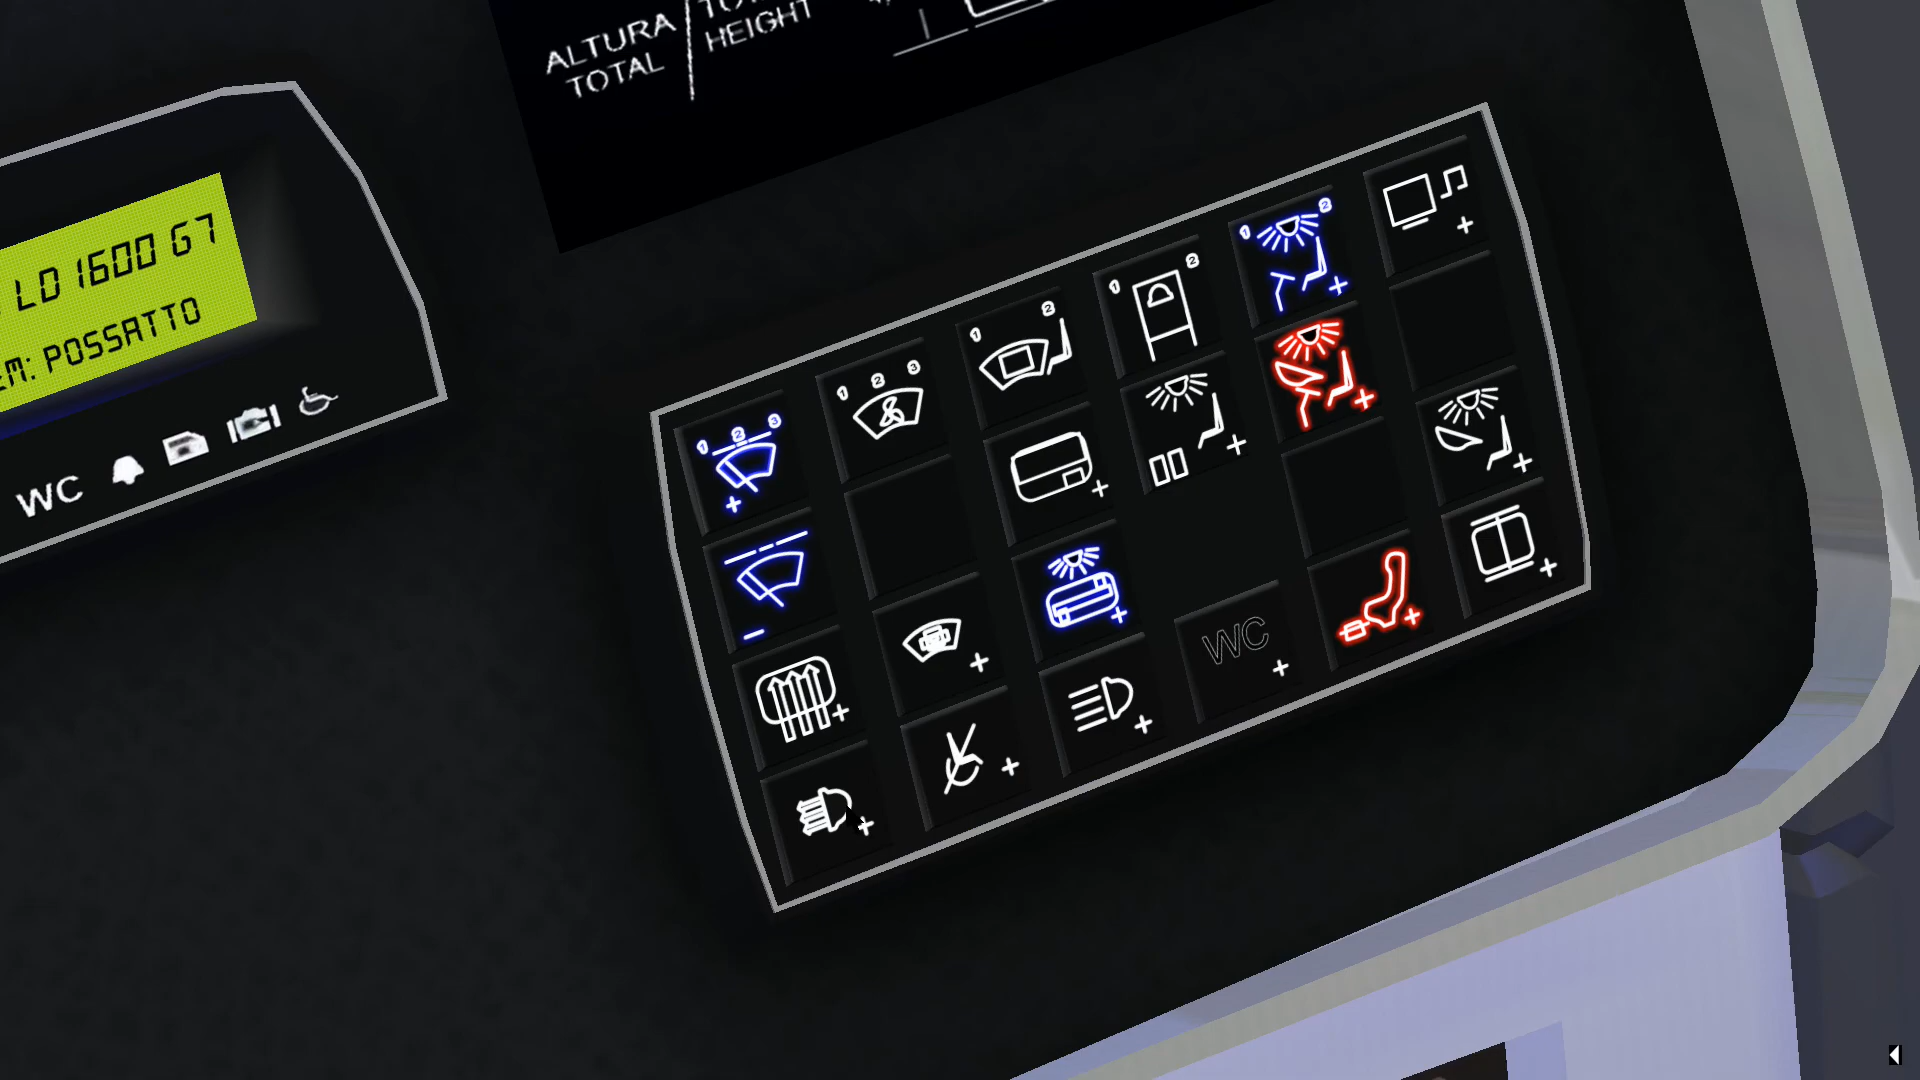 ALTURA
TOTAL
HEIGHT
LD 1600 G7
M: POSSATTO
WC
1 2 3
1 2 3
1 2
1 2
1 2
WC